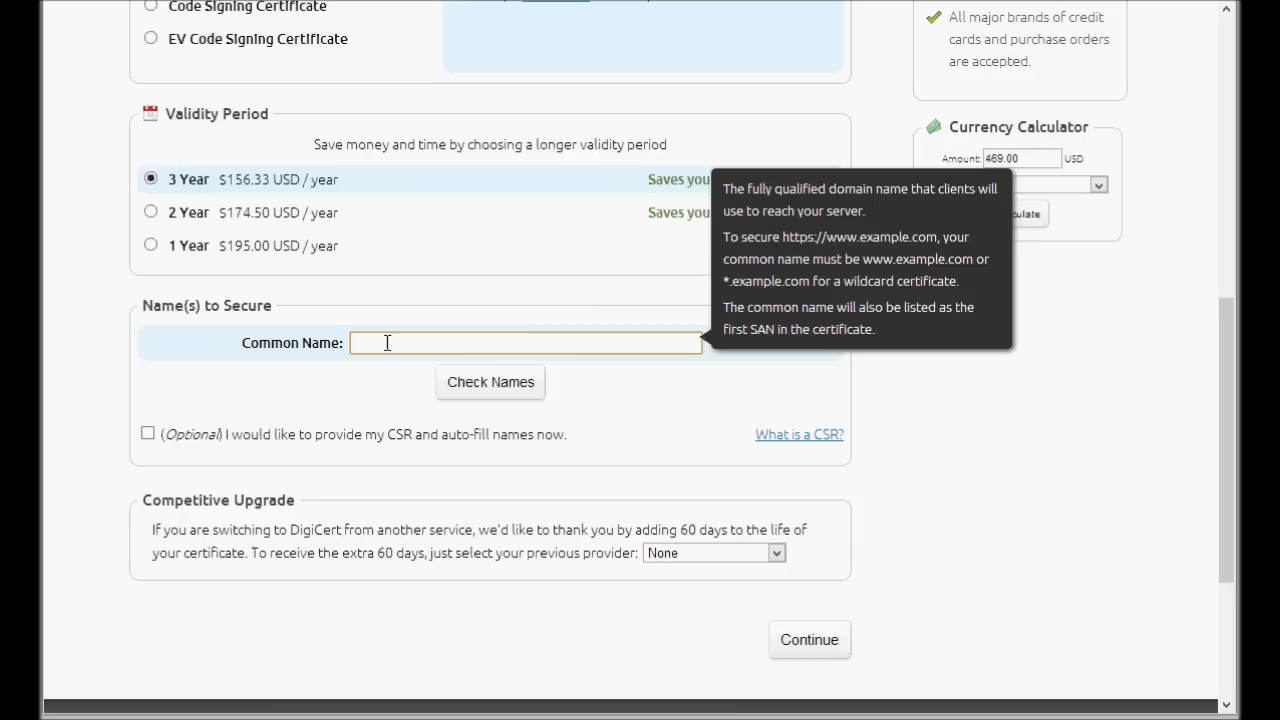 Code Signing Certificate
EV Code Signing Certificate
All major brands of credit
cards and purchase orders
are accepted.
Validity Period
Save money and time by choosing a longer validity period
3 Year $156.33 USD / year Saves you
2 Year $174.50 USD / year Saves you
1 Year $195.00 USD / year
Currency Calculator
Amount: 469.00 USD
ulate
The fully qualified domain name that clients will
use to reach your server.
To secure https://www.example.com, your
common name must be www.example.com or
*.example.com for a wildcard certificate.
The common name will also be listed as the
first SAN in the certificate.
Name(s) to Secure
Common Name:
Check Names
(Optional) I would like to provide my CSR and auto-fill names now. What is a CSR?
Competitive Upgrade
If you are switching to DigiCert from another service, we'd like to thank you by adding 60 days to the life of
your certificate. To receive the extra 60 days, just select your previous provider: None
Continue